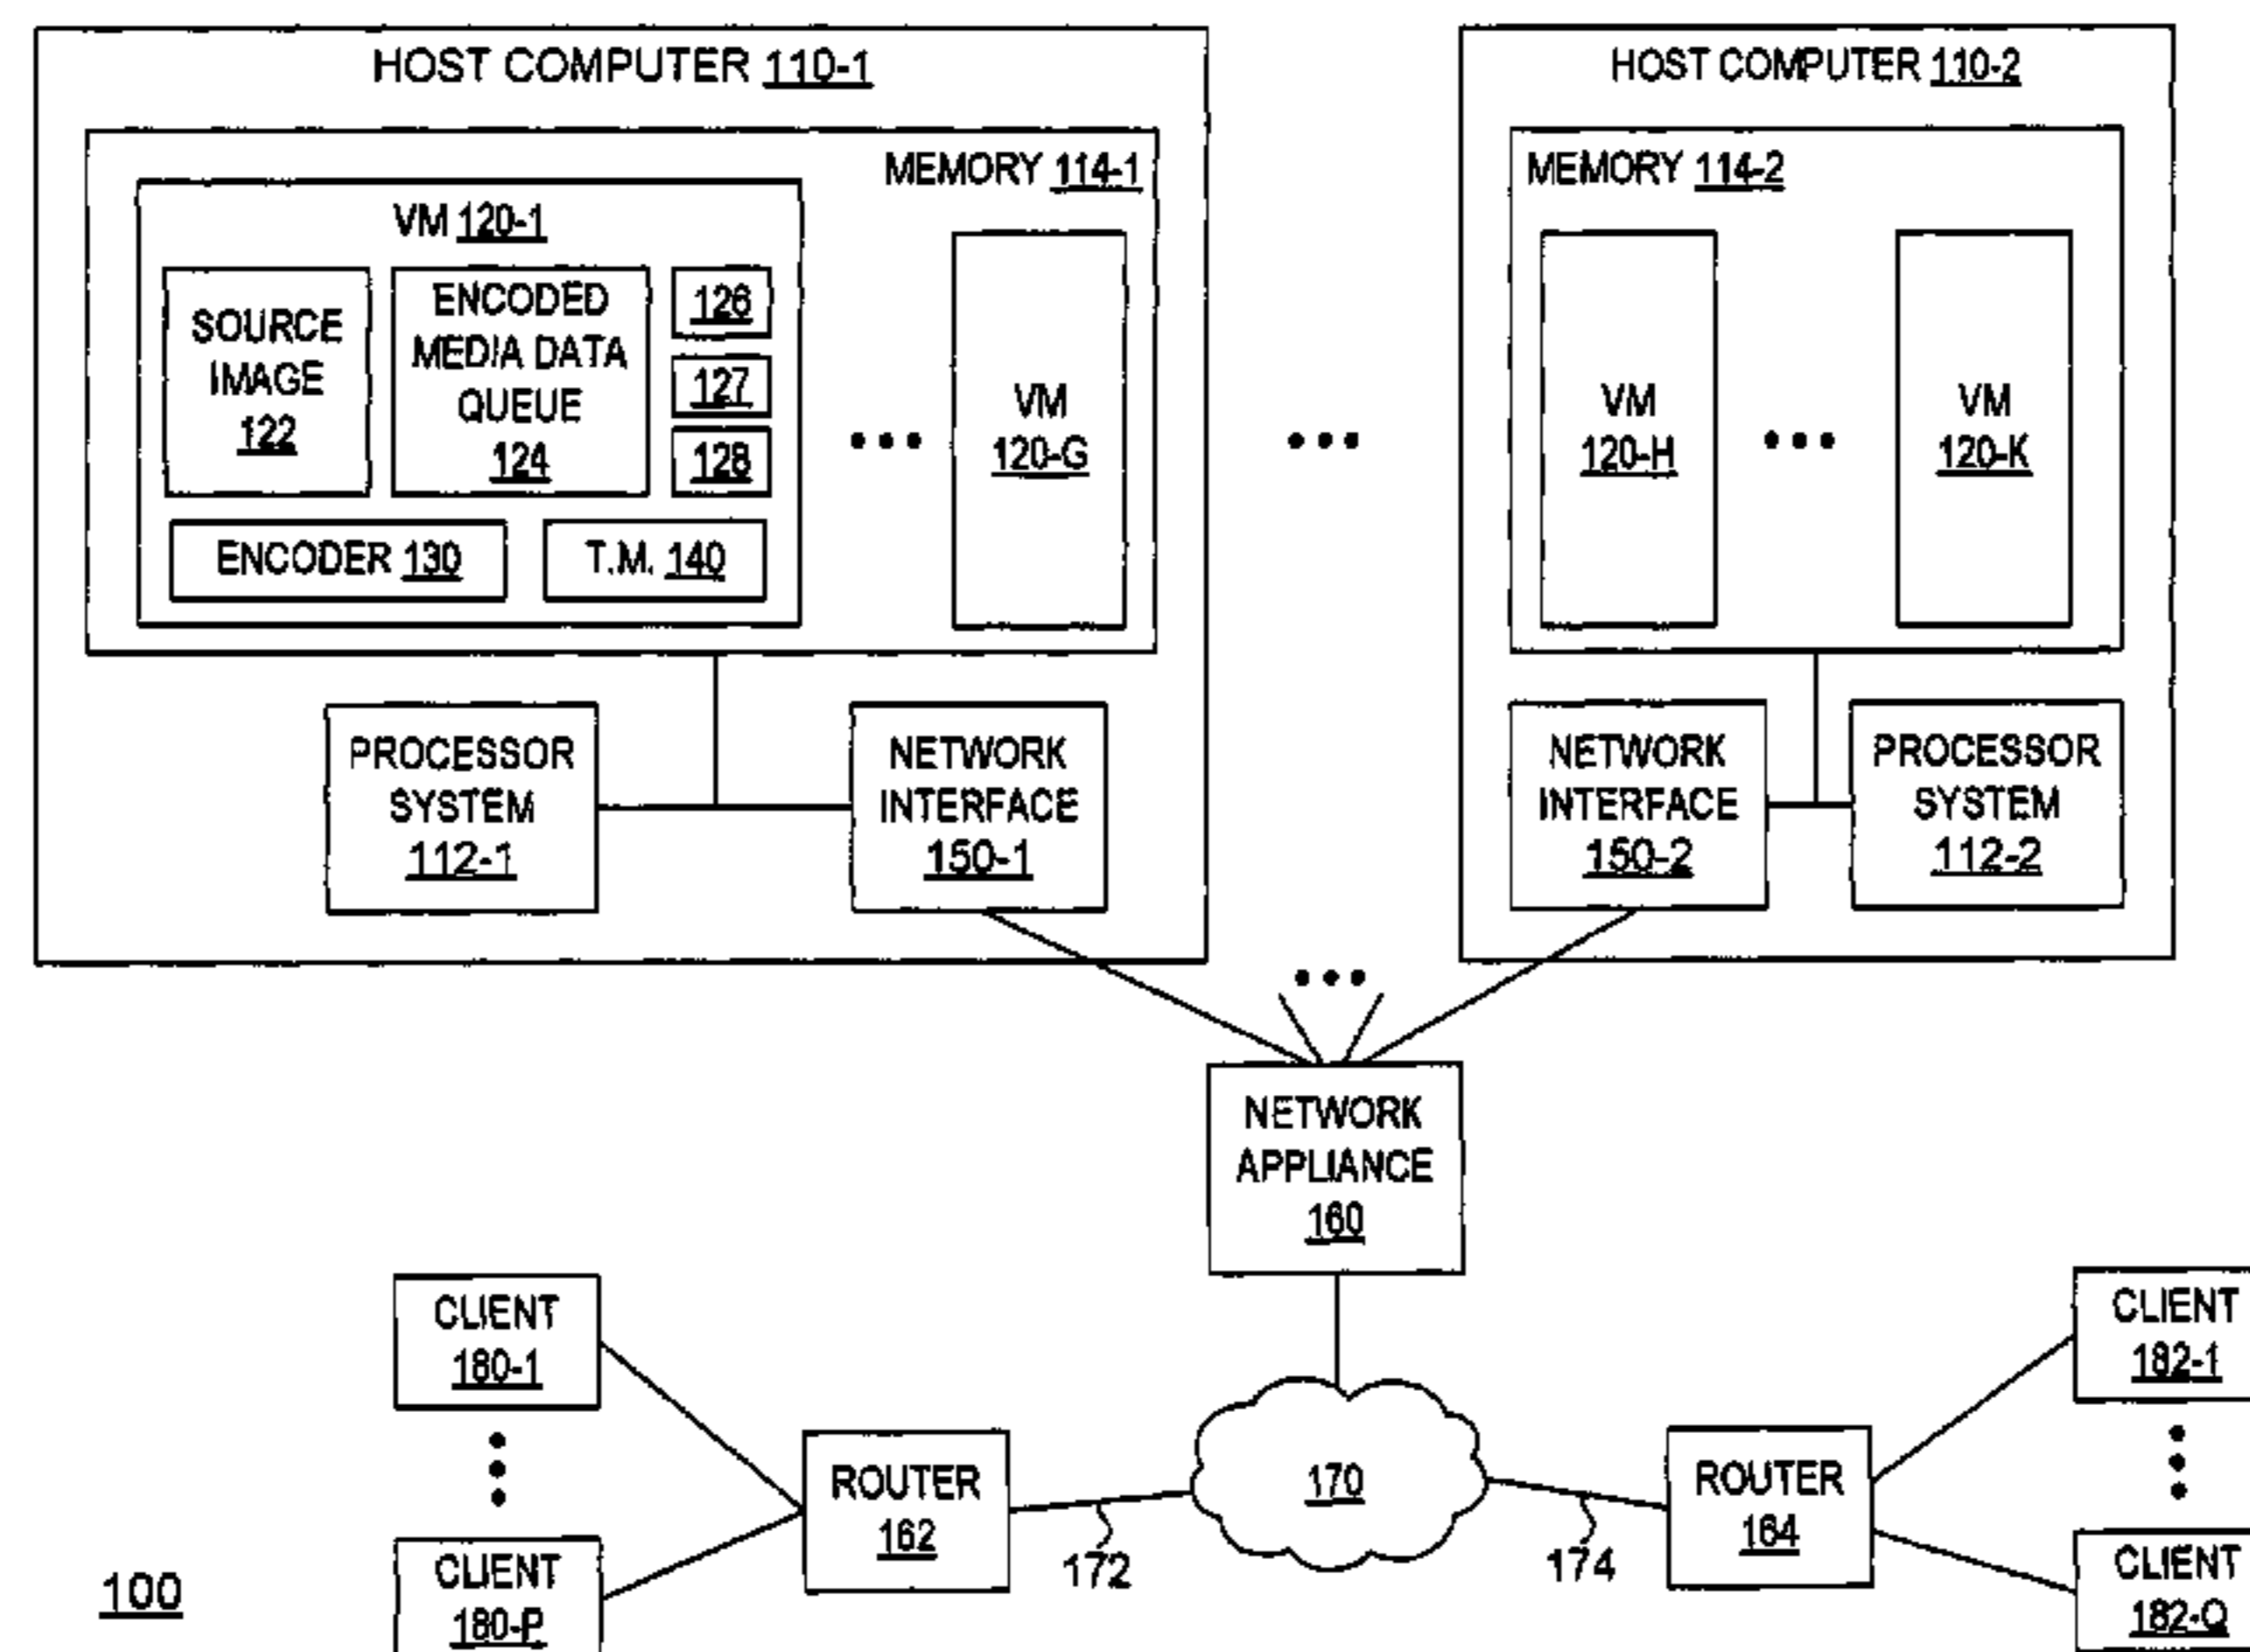 HOST COMPUTER 110-1
MEMORY 114-1
VM 120-1
SOURCE
IMAGE
122
ENCODED
MEDIA DATA
QUEUE
124
126
127
128
ENCODER 130
T.M. 140
VM
120-G
PROCESSOR
SYSTEM
112-1
NETWORK
INTERFACE
150-1
HOST COMPUTER 110-2
MEMORY 114-2
VM
120-H
VM
120-K
NETWORK
INTERFACE
150-2
PROCESSOR
SYSTEM
112-2
NETWORK
APPLIANCE
160
CLIENT
180-1
CLIENT
180-P
ROUTER
162
172
170
174
ROUTER
164
CLIENT
182-1
CLIENT
182-Q
100